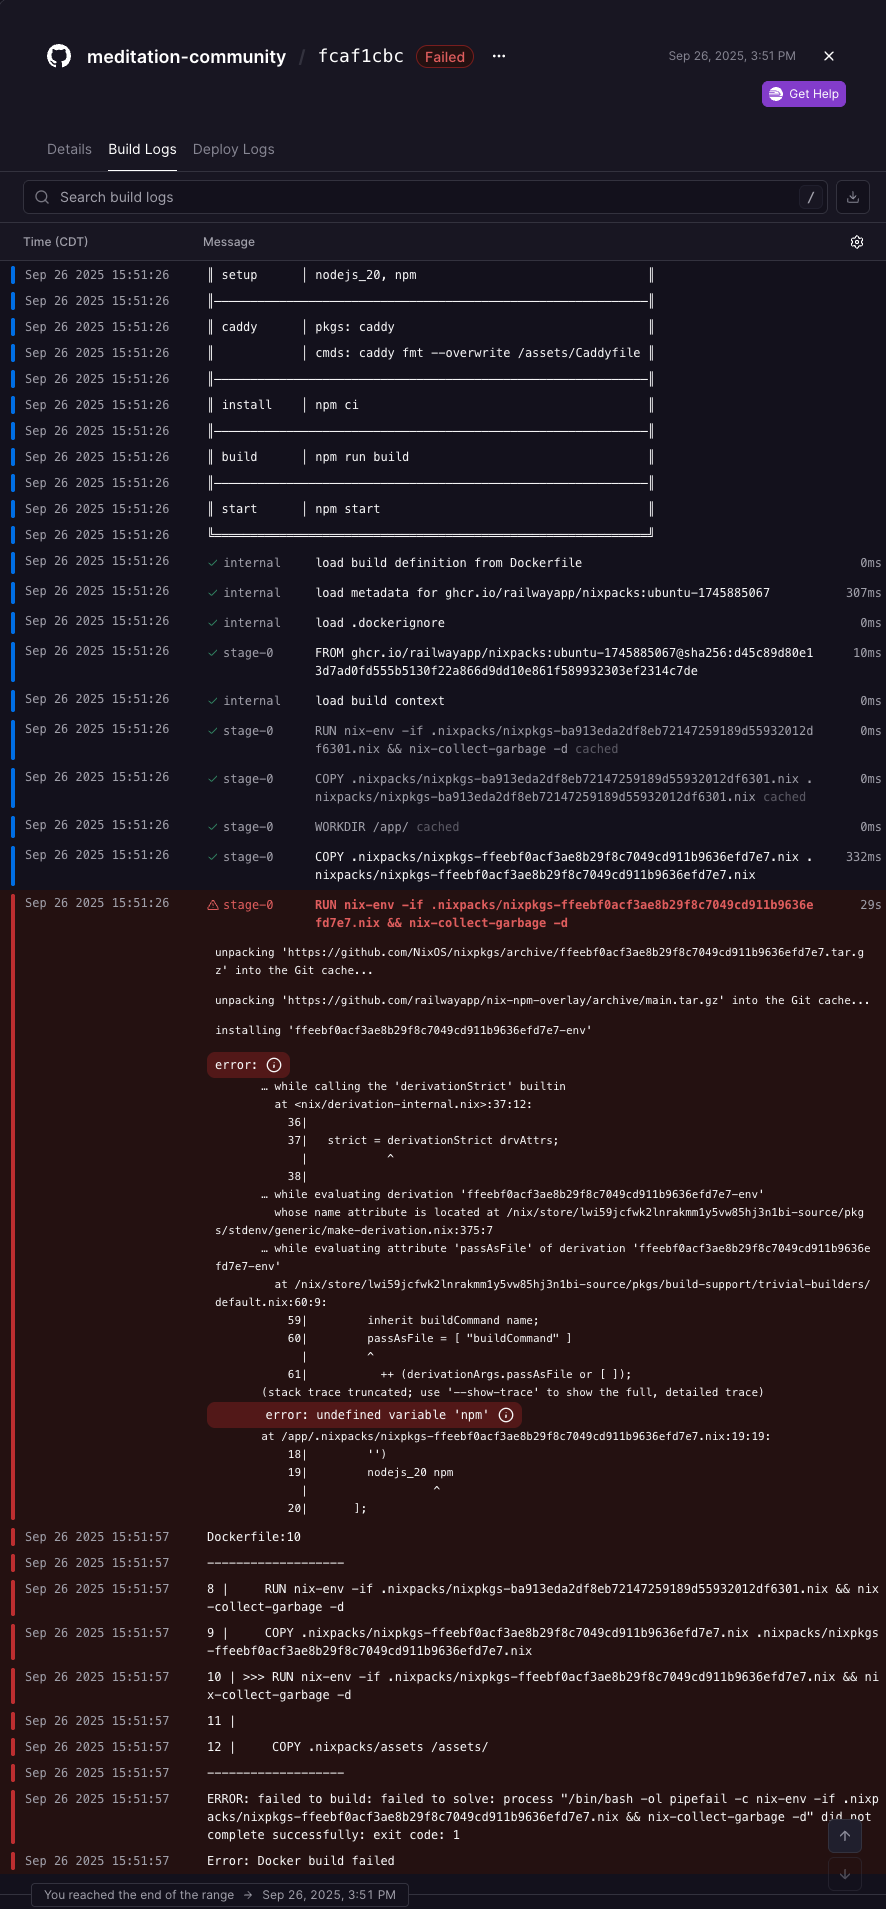 meditation-community / fcaf1cbc Failed ··· Sep 26, 2025, 3:51 PM
Get Help
Details Build Logs Deploy Logs
Search build logs /
Time (CDT) Message
Sep 26 2025 15:51:26 ║ setup │ nodejs_20, npm ║
Sep 26 2025 15:51:26 ║──────────────────────────────║
Sep 26 2025 15:51:26 ║ caddy │ pkgs: caddy ║
Sep 26 2025 15:51:26 ║ │ cmds: caddy fmt --overwrite /assets/Caddyfile ║
Sep 26 2025 15:51:26 ║──────────────────────────────║
Sep 26 2025 15:51:26 ║ install │ npm ci ║
Sep 26 2025 15:51:26 ║──────────────────────────────║
Sep 26 2025 15:51:26 ║ build │ npm run build ║
Sep 26 2025 15:51:26 ║──────────────────────────────║
Sep 26 2025 15:51:26 ║ start │ npm start ║
Sep 26 2025 15:51:26 ╚══════════════════════════════╝
Sep 26 2025 15:51:26 ✓ internal load build definition from Dockerfile 0ms
Sep 26 2025 15:51:26 ✓ internal load metadata for ghcr.io/railwayapp/nixpacks:ubuntu-1745885067 307ms
Sep 26 2025 15:51:26 ✓ internal load .dockerignore 0ms
Sep 26 2025 15:51:26 ✓ stage-0 FROM ghcr.io/railwayapp/nixpacks:ubuntu-1745885067@sha256:d45c89d80e1 10ms
3d7ad0fd555b5130f22a866d9dd10e861f589932303ef2314c7de
Sep 26 2025 15:51:26 ✓ internal load build context 0ms
Sep 26 2025 15:51:26 ✓ stage-0 RUN nix-env -if .nixpacks/nixpkgs-ba913eda2df8eb72147259189d55932012d 0ms
f6301.nix && nix-collect-garbage -d cached
Sep 26 2025 15:51:26 ✓ stage-0 COPY .nixpacks/nixpkgs-ba913eda2df8eb72147259189d55932012df6301.nix . 0ms
nixpacks/nixpkgs-ba913eda2df8eb72147259189d55932012df6301.nix cached
Sep 26 2025 15:51:26 ✓ stage-0 WORKDIR /app/ cached 0ms
Sep 26 2025 15:51:26 ✓ stage-0 COPY .nixpacks/nixpkgs-ffeebf0acf3ae8b29f8c7049cd911b9636efd7e7.nix . 332ms
nixpacks/nixpkgs-ffeebf0acf3ae8b29f8c7049cd911b9636efd7e7.nix
Sep 26 2025 15:51:26 stage-0 RUN nix-env -if .nixpacks/nixpkgs-ffeebf0acf3ae8b29f8c7049cd911b9636e 29s
fd7e7.nix && nix-collect-garbage -d
unpacking 'https://github.com/NixOS/nixpkgs/archive/ffeebf0acf3ae8b29f8c7049cd911b9636efd7e7.tar.g
z' into the Git cache...
unpacking 'https://github.com/railwayapp/nix-npm-overlay/archive/main.tar.gz' into the Git cache...
installing 'ffeebf0acf3ae8b29f8c7049cd911b9636efd7e7-env'
error:
… while calling the 'derivationStrict' builtin
at <nix/derivation-internal.nix>:37:12:
36|
37| strict = derivationStrict drvAttrs;
| ^
38|
… while evaluating derivation 'ffeebf0acf3ae8b29f8c7049cd911b9636efd7e7-env'
whose name attribute is located at /nix/store/lwi59jcfwk2lnrakmm1y5vw85hj3n1bi-source/pkg
s/stdenv/generic/make-derivation.nix:375:7
… while evaluating attribute 'passAsFile' of derivation 'ffeebf0acf3ae8b29f8c7049cd911b9636e
fd7e7-env'
at /nix/store/lwi59jcfwk2lnrakmm1y5vw85hj3n1bi-source/pkgs/build-support/trivial-builders/
default.nix:60:9:
59| inherit buildCommand name;
60| passAsFile = [ "buildCommand" ]
| ^
61| ++ (derivationArgs.passAsFile or [ ]);
(stack trace truncated; use '--show-trace' to show the full, detailed trace)
error: undefined variable 'npm'
at /app/.nixpacks/nixpkgs-ffeebf0acf3ae8b29f8c7049cd911b9636efd7e7.nix:19:19:
18| '')
19| nodejs_20 npm
| ^
20| ];
Sep 26 2025 15:51:57 Dockerfile:10
Sep 26 2025 15:51:57 -------------------
Sep 26 2025 15:51:57 8 | RUN nix-env -if .nixpacks/nixpkgs-ba913eda2df8eb72147259189d55932012df6301.nix && nix
-collect-garbage -d
Sep 26 2025 15:51:57 9 | COPY .nixpacks/nixpkgs-ffeebf0acf3ae8b29f8c7049cd911b9636efd7e7.nix .nixpacks/nixpkgs
-ffeebf0acf3ae8b29f8c7049cd911b9636efd7e7.nix
Sep 26 2025 15:51:57 10 | >>> RUN nix-env -if .nixpacks/nixpkgs-ffeebf0acf3ae8b29f8c7049cd911b9636efd7e7.nix && ni
x-collect-garbage -d
Sep 26 2025 15:51:57 11 |
Sep 26 2025 15:51:57 12 | COPY .nixpacks/assets /assets/
Sep 26 2025 15:51:57 -------------------
Sep 26 2025 15:51:57 ERROR: failed to build: failed to solve: process "/bin/bash -ol pipefail -c nix-env -if .nixp
acks/nixpkgs-ffeebf0acf3ae8b29f8c7049cd911b9636efd7e7.nix && nix-collect-garbage -d" did not
complete successfully: exit code: 1
Sep 26 2025 15:51:57 Error: Docker build failed
You reached the end of the range → Sep 26, 2025, 3:51 PM